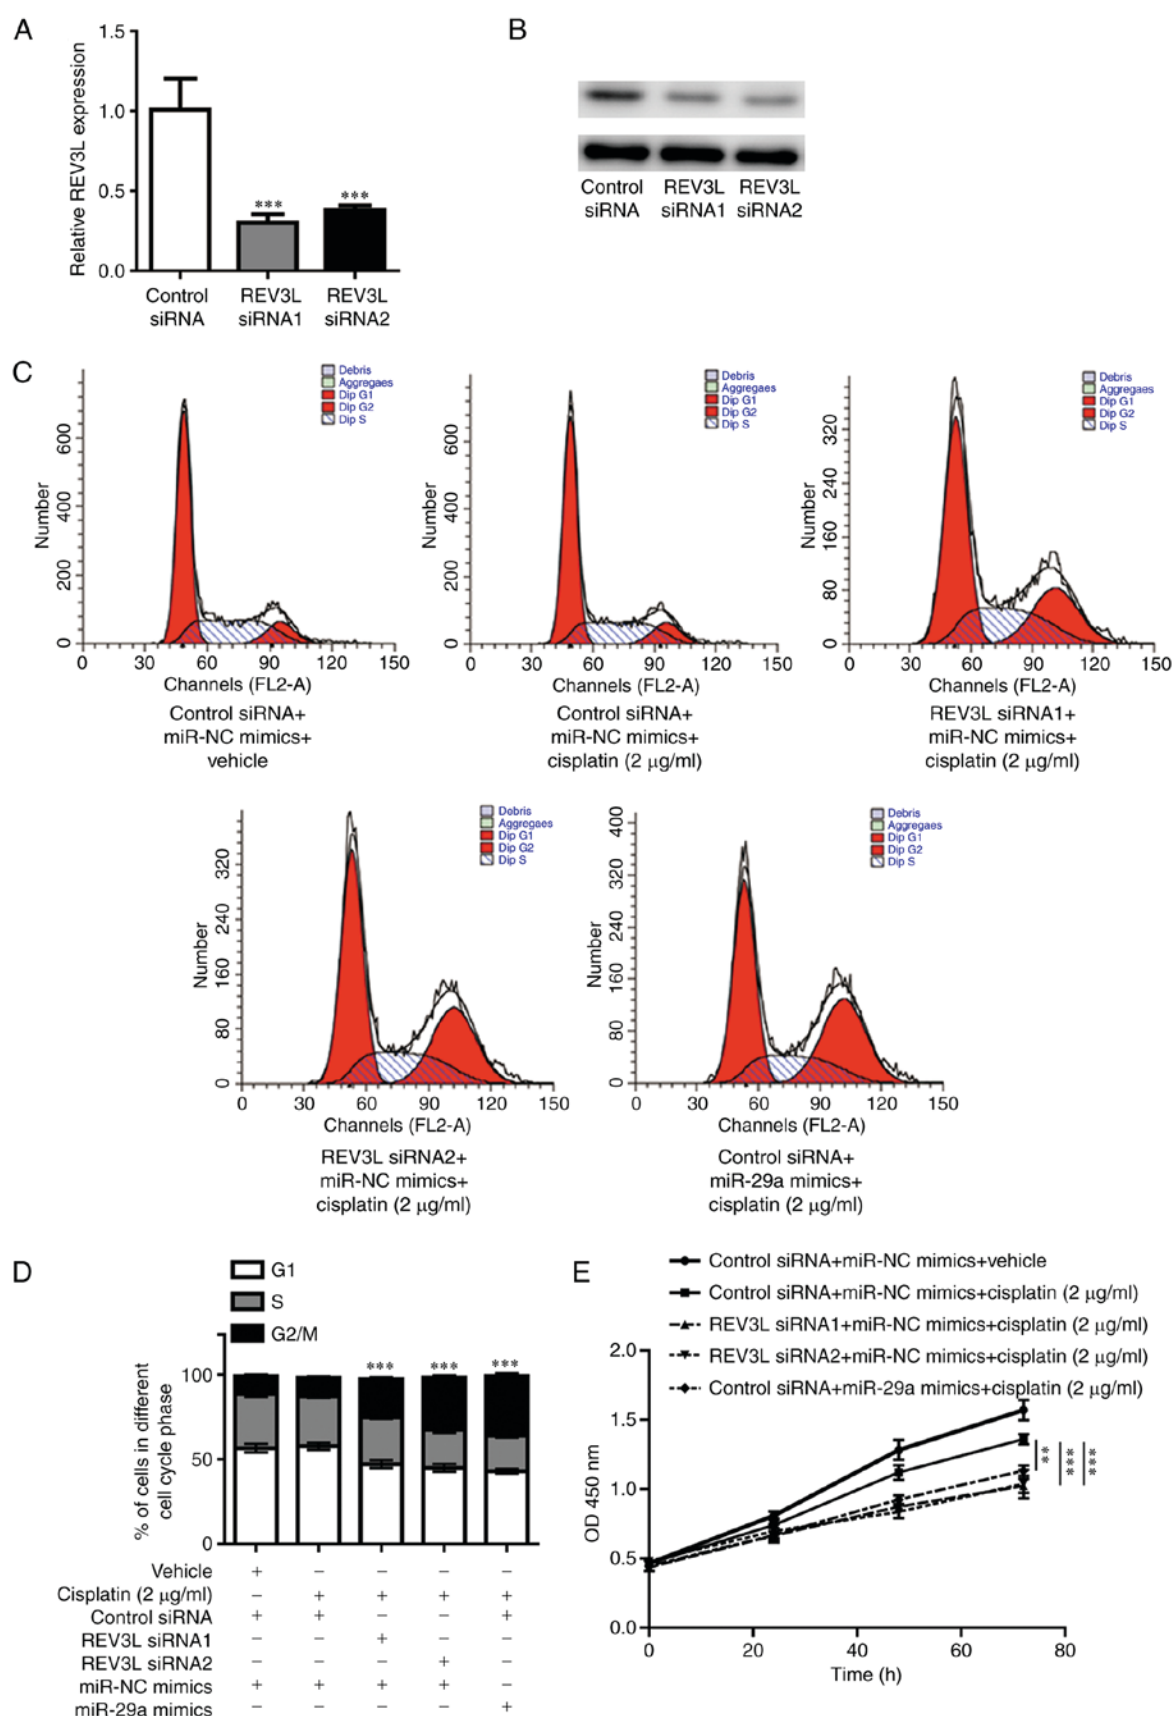 A
Relative REV3L expression
1.5
1.0
0.5
0.0
***
***
Control siRNA
REV3L siRNA1
REV3L siRNA2
B
Control siRNA
REV3L siRNA1
REV3L siRNA2
C
Number
600
400
200
0
Debris
Aggregaes
Dip G1
Dip G2
Dip S
0 30 60 90 120 150
Channels (FL2-A)
Control siRNA+
miR-NC mimics+
vehicle
Number
600
400
200
0
Debris
Aggregaes
Dip G1
Dip G2
Dip S
0 30 60 90 120 150
Channels (FL2-A)
Control siRNA+
miR-NC mimics+
cisplatin (2 μg/ml)
Number
320
240
160
80
0
Debris
Aggregaes
Dip G1
Dip G2
Dip S
0 30 60 90 120 150
Channels (FL2-A)
REV3L siRNA1+
miR-NC mimics+
cisplatin (2 μg/ml)
Number
320
240
160
80
0
Debris
Aggregaes
Dip G1
Dip G2
Dip S
0 30 60 90 120 150
Channels (FL2-A)
REV3L siRNA2+
miR-NC mimics+
cisplatin (2 μg/ml)
Number
400
320
240
160
80
0
Debris
Aggregaes
Dip G1
Dip G2
Dip S
0 30 60 90 120 150
Channels (FL2-A)
Control siRNA+
miR-29a mimics+
cisplatin (2 μg/ml)
D
G1
S
G2/M
% of cells in different
cell cycle phase
100
50
0
*** *** ***
Vehicle + − − − −
Cisplatin (2 μg/ml) − + + + +
Control siRNA + + − − +
REV3L siRNA1 − − + − −
REV3L siRNA2 − − − + −
miR-NC mimics + + + + −
miR-29a mimics − − − − +
E
Control siRNA+miR-NC mimics+vehicle
Control siRNA+miR-NC mimics+cisplatin (2 μg/ml)
REV3L siRNA1+miR-NC mimics+cisplatin (2 μg/ml)
REV3L siRNA2+miR-NC mimics+cisplatin (2 μg/ml)
Control siRNA+miR-29a mimics+cisplatin (2 μg/ml)
OD 450 nm
2.0
1.5
1.0
0.5
0.0
**
***
***
0 20 40 60 80
Time (h)